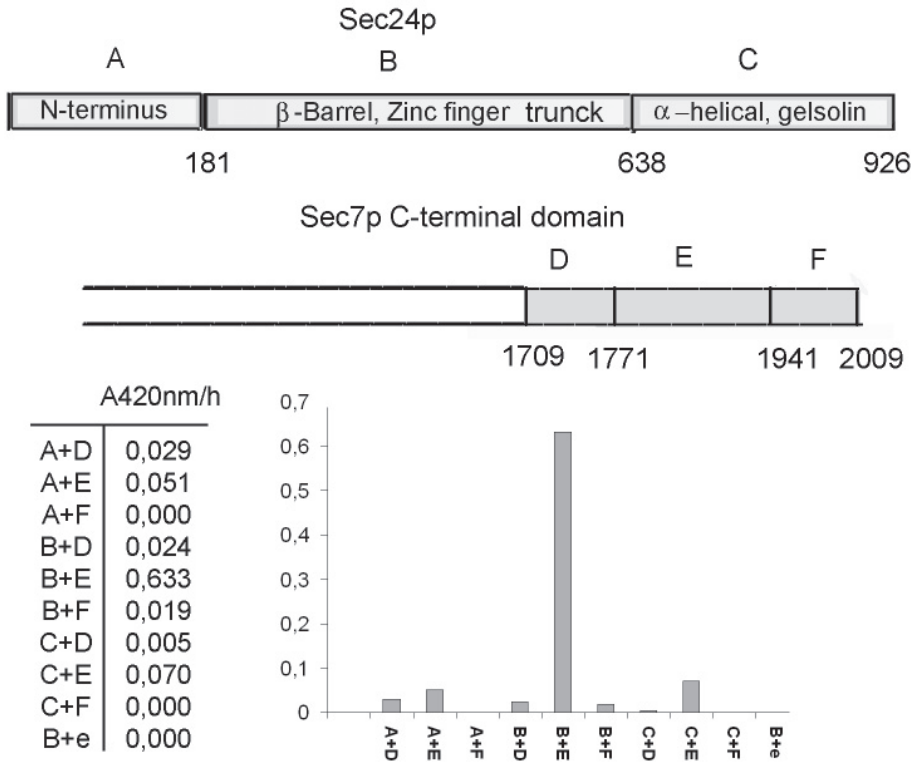 Sec24p
A B C
N-terminus β-Barrel, Zinc finger trunck α–helical, gelsolin
181 638 926
Sec7p C-terminal domain
D E F
1709 1771 1941 2009
A420nm/h
A+D 0,029
A+E 0,051
A+F 0,000
B+D 0,024
B+E 0,633
B+F 0,019
C+D 0,005
C+E 0,070
C+F 0,000
B+e 0,000
0,7
0,6
0,5
0,4
0,3
0,2
0,1
0
A+D A+E A+F B+D B+E B+F C+D C+E C+F B+e